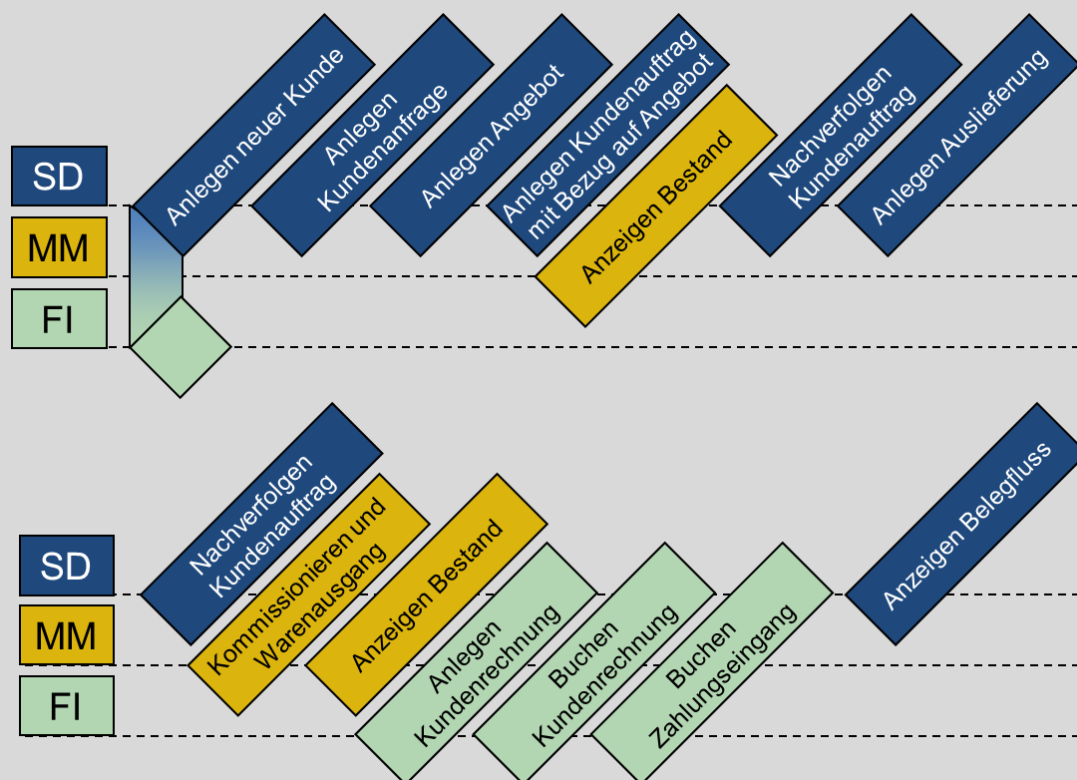 SD
MM
FI
Anlegen neuer Kunde
Anlegen
Kundenanfrage
Anlegen Angebot
Anlegen Kundenauftrag
mit Bezug auf Angebot
Anzeigen Bestand
Nachverfolgen
Kundenauftrag
Anlegen Auslieferung
SD
MM
FI
Nachverfolgen
Kundenauftrag
Kommissionieren und
Warenausgang
Anzeigen Bestand
Anlegen
Kundenrechnung
Buchen
Kundenrechnung
Buchen
Zahlungseingang
Anzeigen Belegfluss